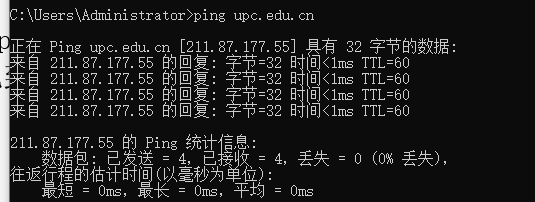 C:\Users\Administrator>ping upc.edu.cn
正在 Ping upc.edu.cn [211.87.177.55] 具有 32 字节的数据:
来自 211.87.177.55 的回复: 字节=32 时间<1ms TTL=60
来自 211.87.177.55 的回复: 字节=32 时间<1ms TTL=60
来自 211.87.177.55 的回复: 字节=32 时间<1ms TTL=60
来自 211.87.177.55 的回复: 字节=32 时间<1ms TTL=60
211.87.177.55 的 Ping 统计信息:
数据包: 已发送 = 4，已接收 = 4，丢失 = 0 (0% 丢失)，
往返行程的估计时间(以毫秒为单位):
最短 = 0ms，最长 = 0ms，平均 = 0ms